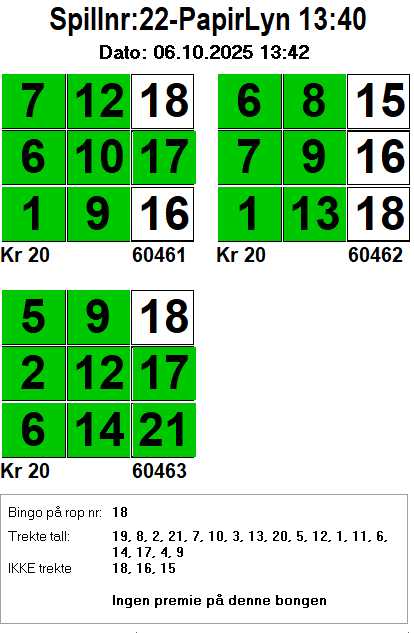 Spillnr:22-PapirLyn 13:40
Dato: 06.10.2025 13:42
7 12 18 6 8 15
6 10 17 7 9 16
1 9 16 1 13 18
Kr 20 60461 Kr 20 60462
5 9 18
2 12 17
6 14 21
Kr 20 60463
Bingo på rop nr: 18
Trekte tall: 19, 8, 2, 21, 7, 10, 3, 13, 20, 5, 12, 1, 11, 6,
14, 17, 4, 9
IKKE trekte 18, 16, 15
Ingen premie på denne bongen